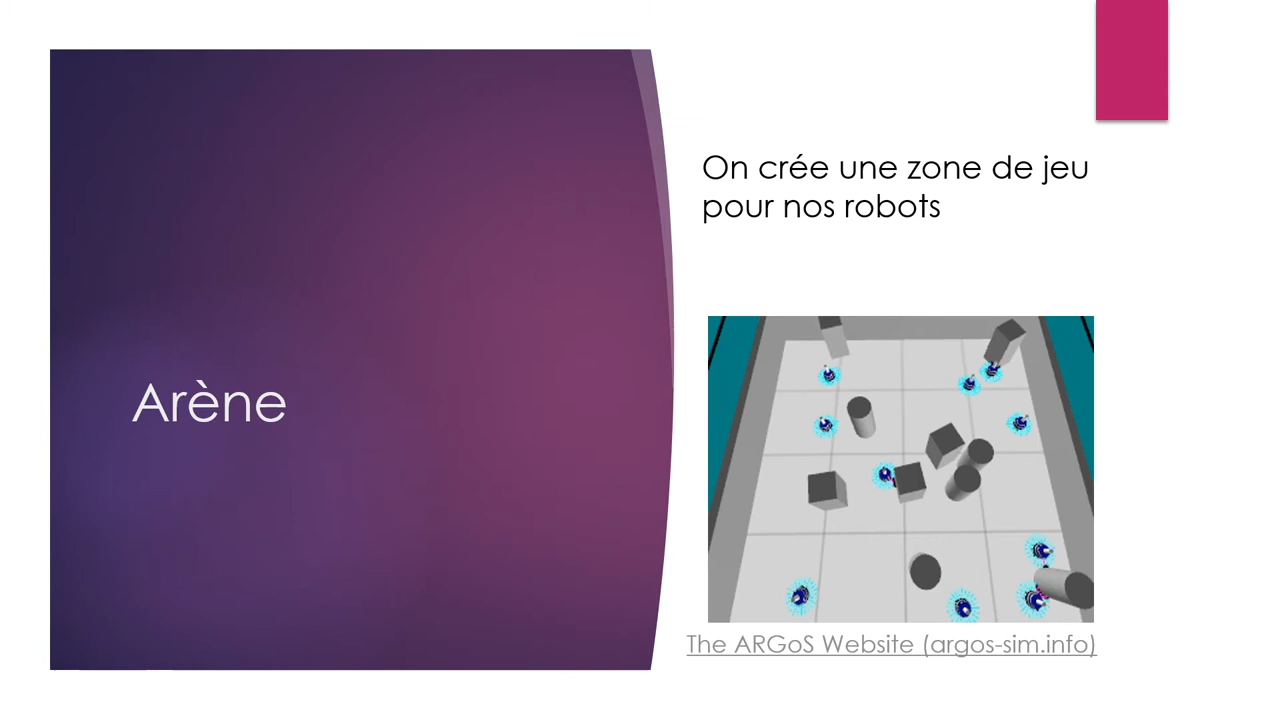 Arène
On crée une zone de jeu
pour nos robots
The ARGoS Website (argos-sim.info)